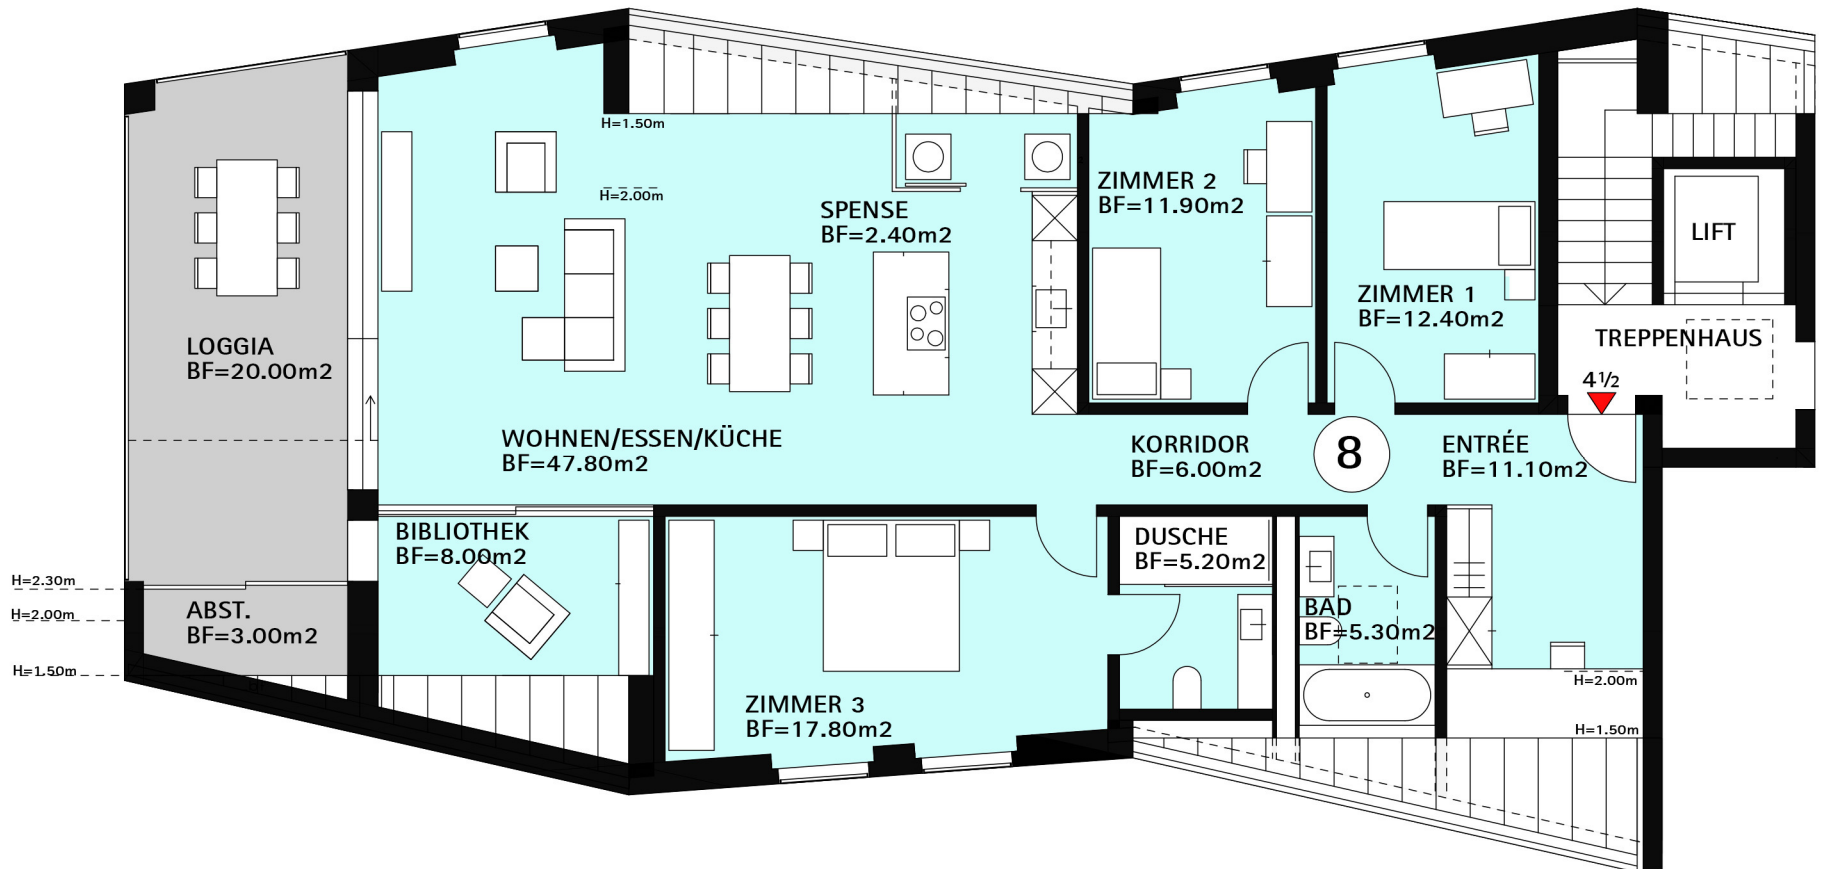 H=1.50m
H=2.00m
SPENSE
BF=2.40m2
ZIMMER 2
BF=11.90m2
ZIMMER 1
BF=12.40m2
LIFT
TREPPENHAUS
4½
LOGGIA
BF=20.00m2
WOHNEN/ESSEN/KÜCHE
BF=47.80m2
KORRIDOR
BF=6.00m2
8
ENTRÉE
BF=11.10m2
BIBLIOTHEK
BF=8.00m2
DUSCHE
BF=5.20m2
H=2.30m
H=2.00m
H=1.50m
ABST.
BF=3.00m2
BAD
BF=5.30m2
ZIMMER 3
BF=17.80m2
H=2.00m
H=1.50m